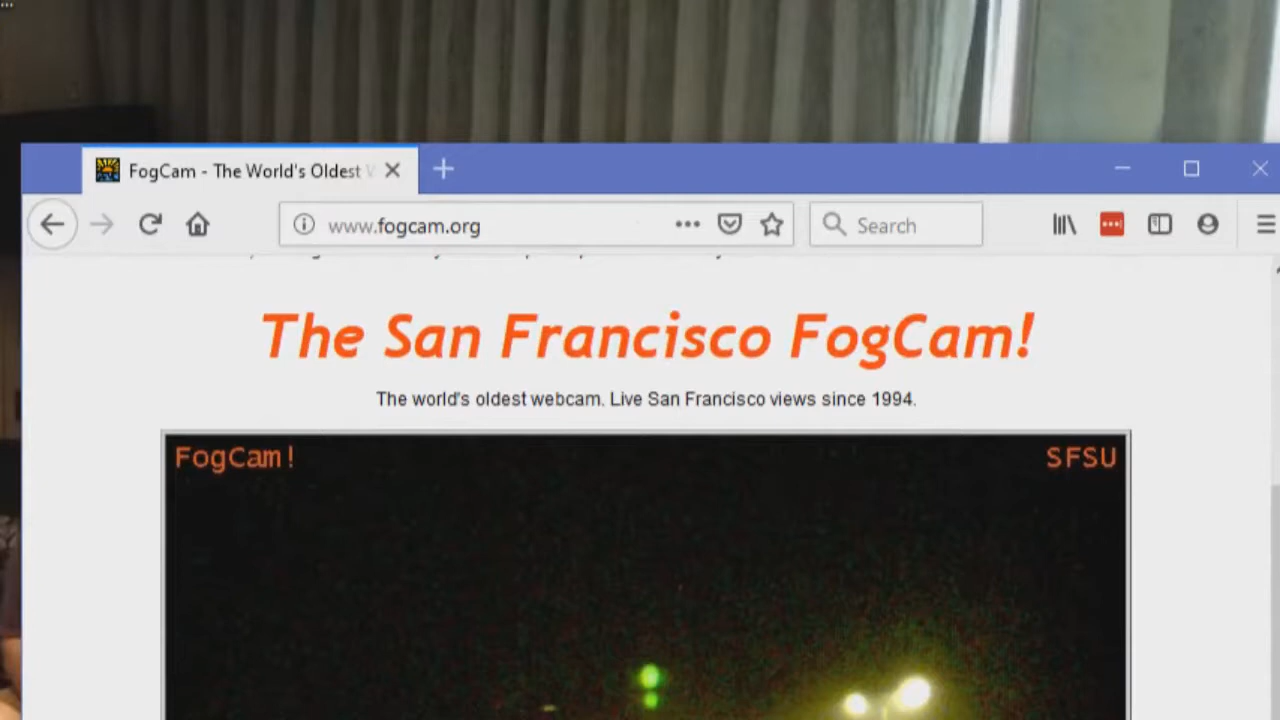 FogCam - The World's Oldest
www.fogcam.org
Search
The San Francisco FogCam!
The world's oldest webcam. Live San Francisco views since 1994.
FogCam!
SFSU